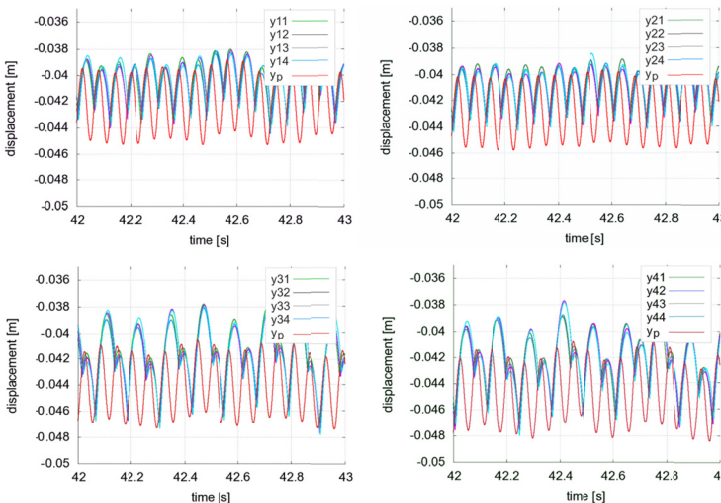 -0.036
-0.038
-0.04
-0.042
-0.044
-0.046
-0.048
-0.05
displacement [m]
y11
y12
y13
y14
yp
42
42.2
42.4
42.6
42.8
43
time [s]
-0.036
-0.038
-0.04
-0.042
-0.044
-0.046
-0.048
-0.05
displacement [m]
y21
y22
y23
y24
yp
42
42.2
42.4
42.6
42.8
43
time [s]
-0.036
-0.038
-0.04
-0.042
-0.044
-0.046
-0.048
-0.05
displacement [m]
y31
y32
y33
y34
yp
42
42.2
42.4
42.6
42.8
43
time [s]
-0.036
-0.038
-0.04
-0.042
-0.044
-0.046
-0.048
-0.05
displacement [m]
y41
y42
y43
y44
yp
42
42.2
42.4
42.6
42.8
43
time [s]